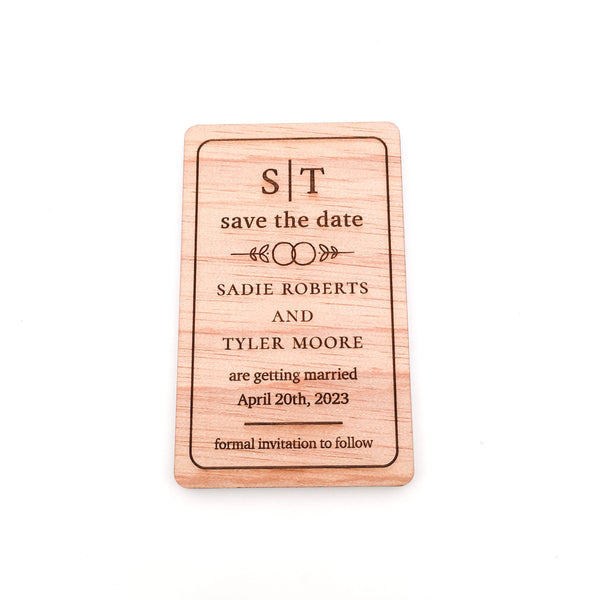 S|T
save the date
SADIE ROBERTS
AND
TYLER MOORE
are getting married
April 20th, 2023
formal invitation to follow